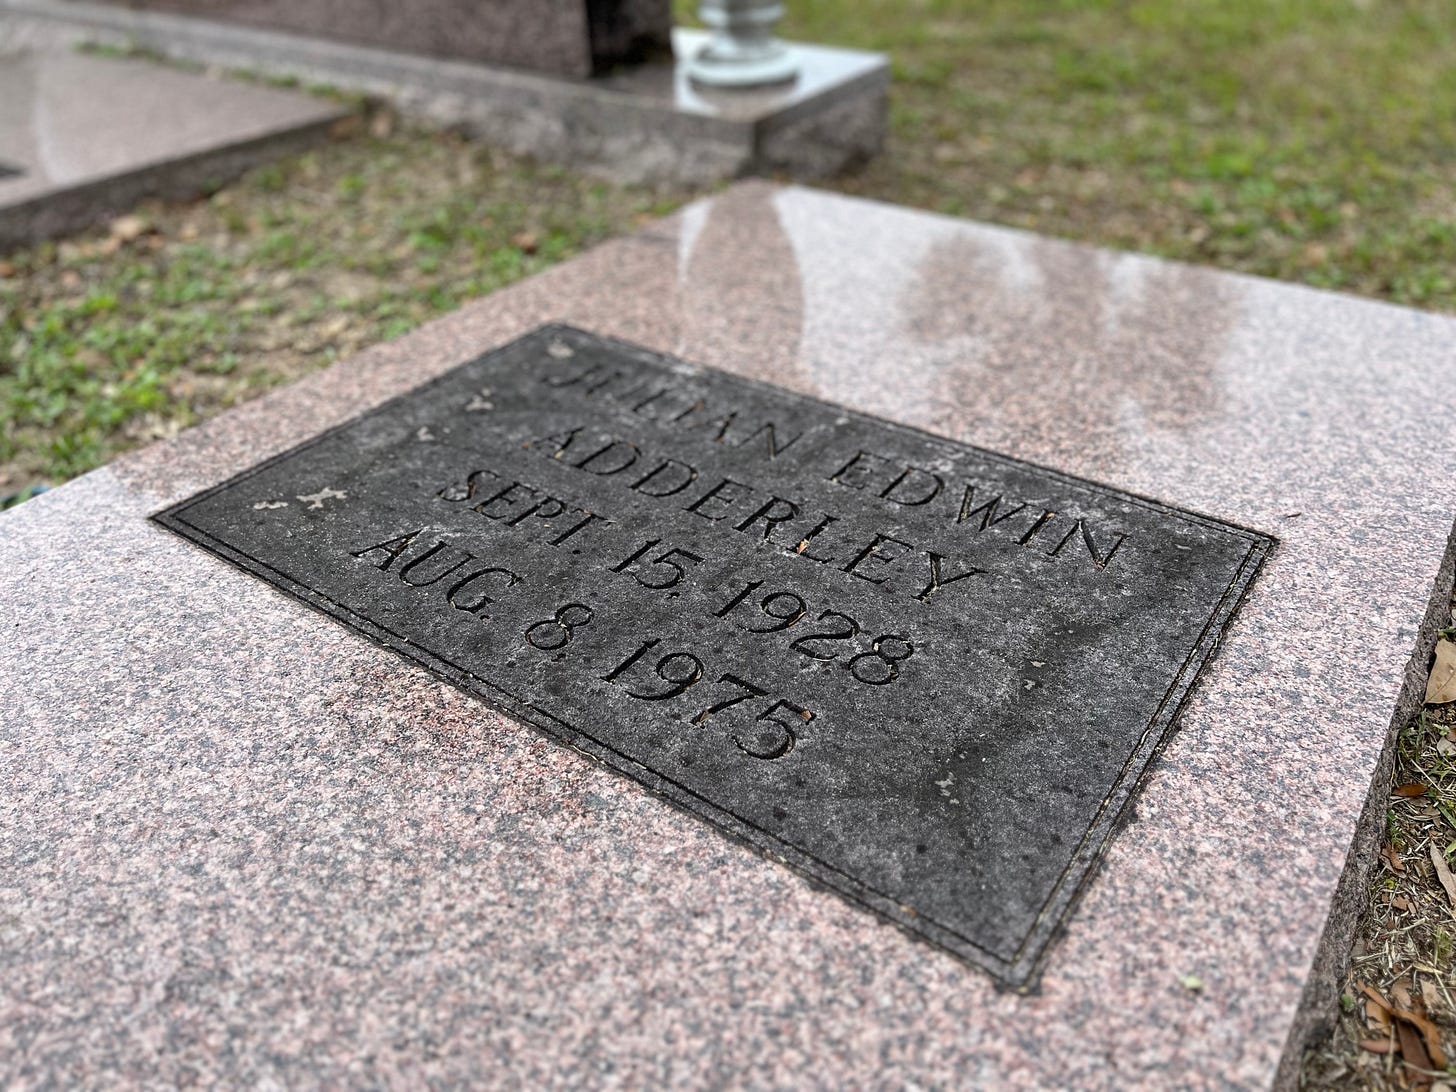 JULIAN EDWIN
ADDERLEY
SEPT. 15, 1928
AUG. 8, 1975